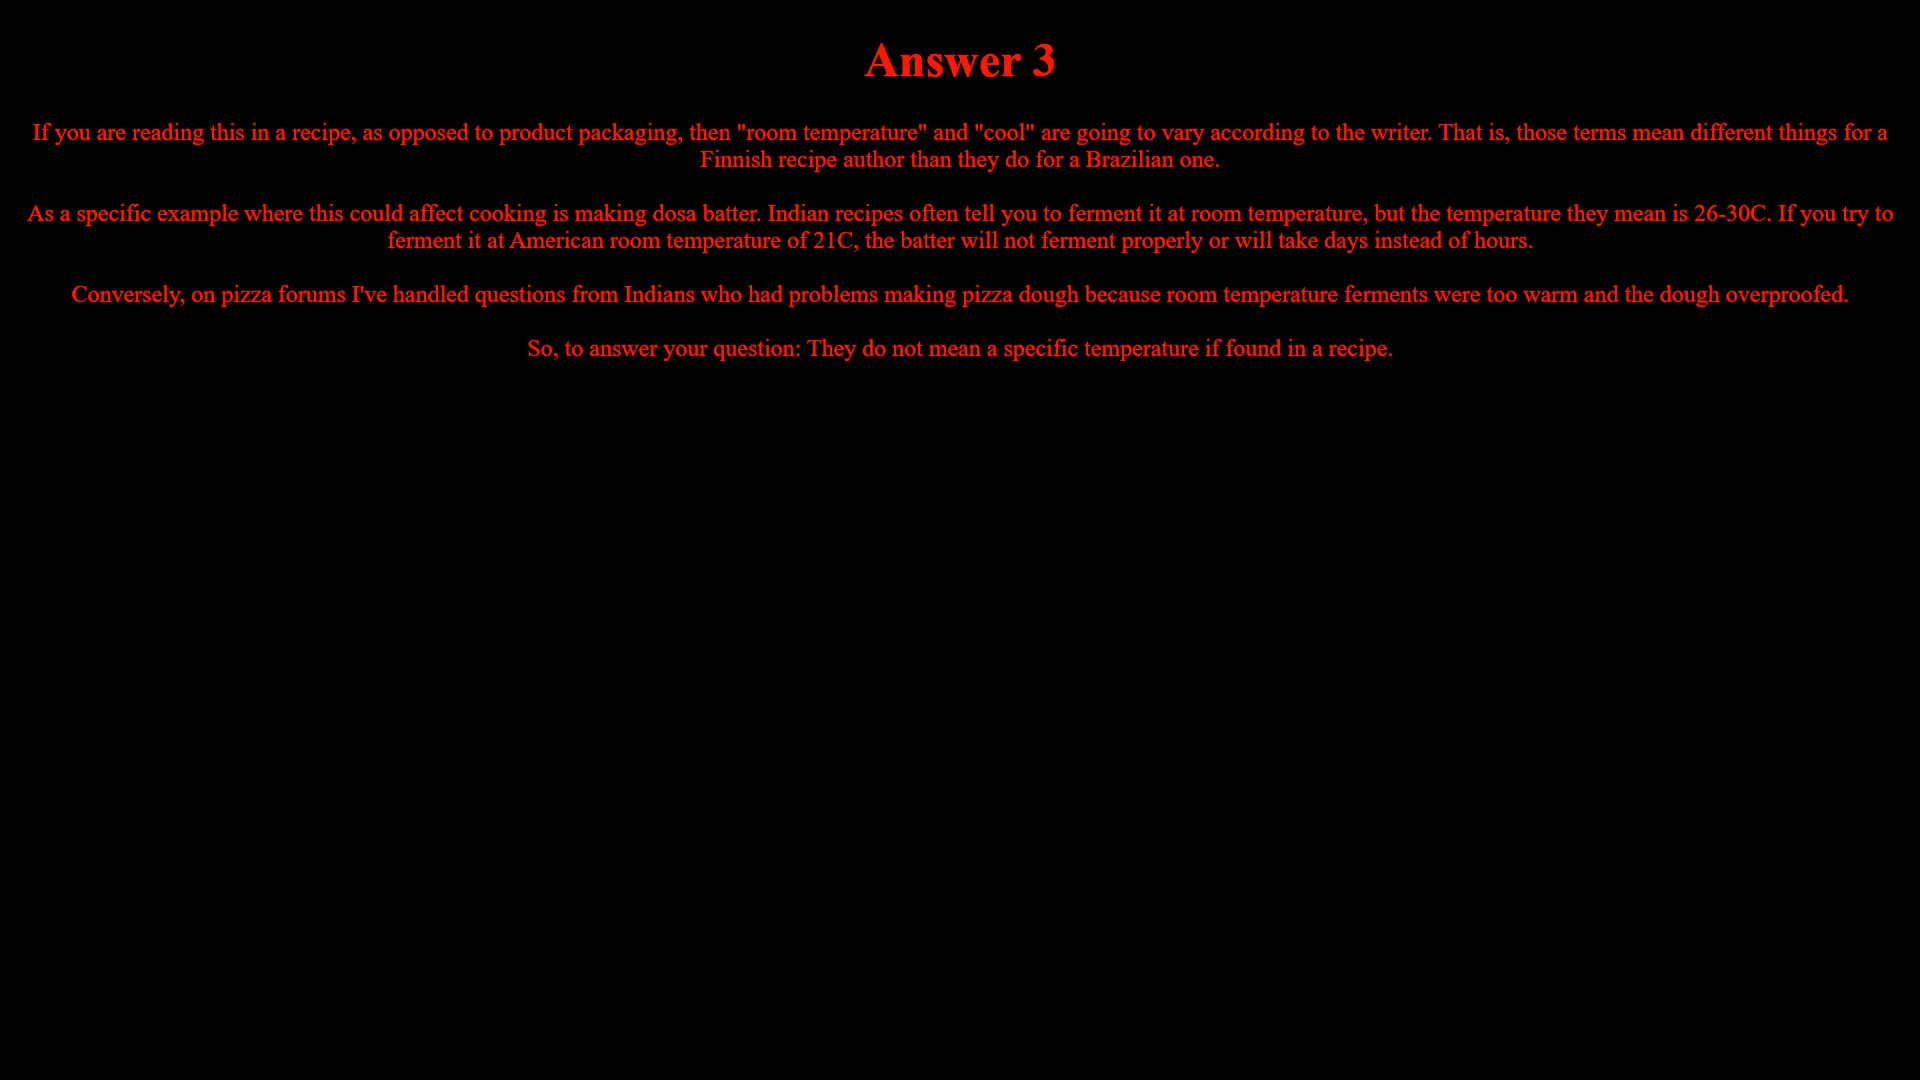 Answer 3
If you are reading this in a recipe, as opposed to product packaging, then "room temperature" and "cool" are going to vary according to the writer. That is, those terms mean different things for a
Finnish recipe author than they do for a Brazilian one.
As a specific example where this could affect cooking is making dosa batter. Indian recipes often tell you to ferment it at room temperature, but the temperature they mean is 26-30C. If you try to
ferment it at American room temperature of 21C, the batter will not ferment properly or will take days instead of hours.
Conversely, on pizza forums I've handled questions from Indians who had problems making pizza dough because room temperature ferments were too warm and the dough overproofed.
So, to answer your question: They do not mean a specific temperature if found in a recipe.